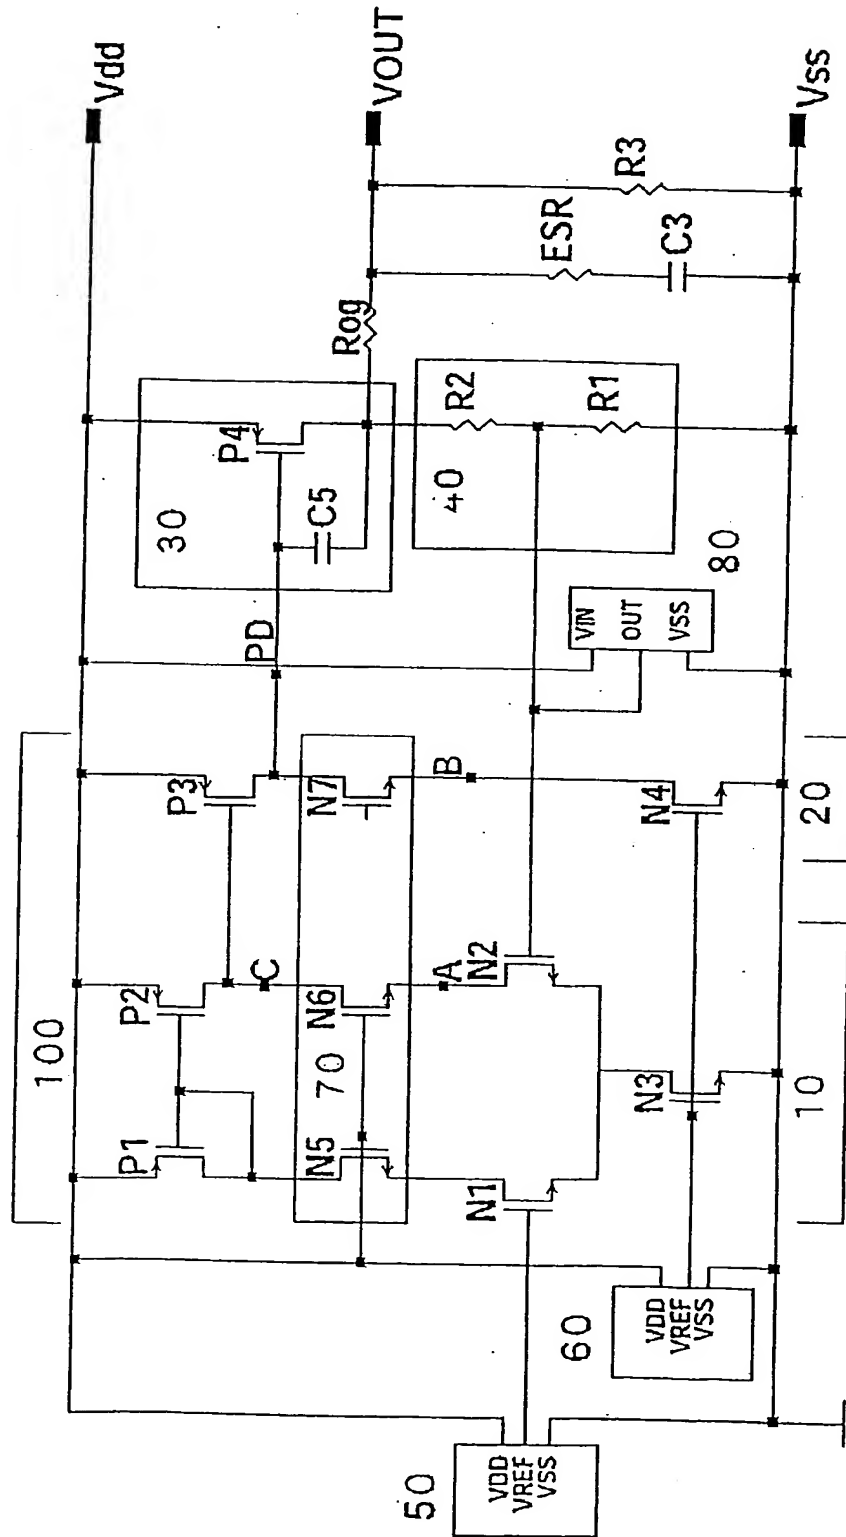 100
Vdd
P1
P2
P3
P4
30
C5
PD
C
Rog
VOUT
70
N5
N6
N7
40
R2
R1
A
B
ESR
R3
C3
N1
N2
VIN
OUT
VSS
80
N3
N4
50
VDD
VREF
VSS
60
VDD
VREF
VSS
10
20
Vss